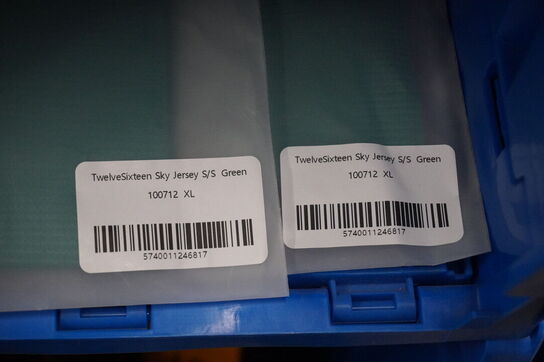 TwelveSixteen Sky Jersey S/S Green
100712 XL
5740011246817
TwelveSixteen Sky Jersey S/S Green
100712 XL
5740011246817